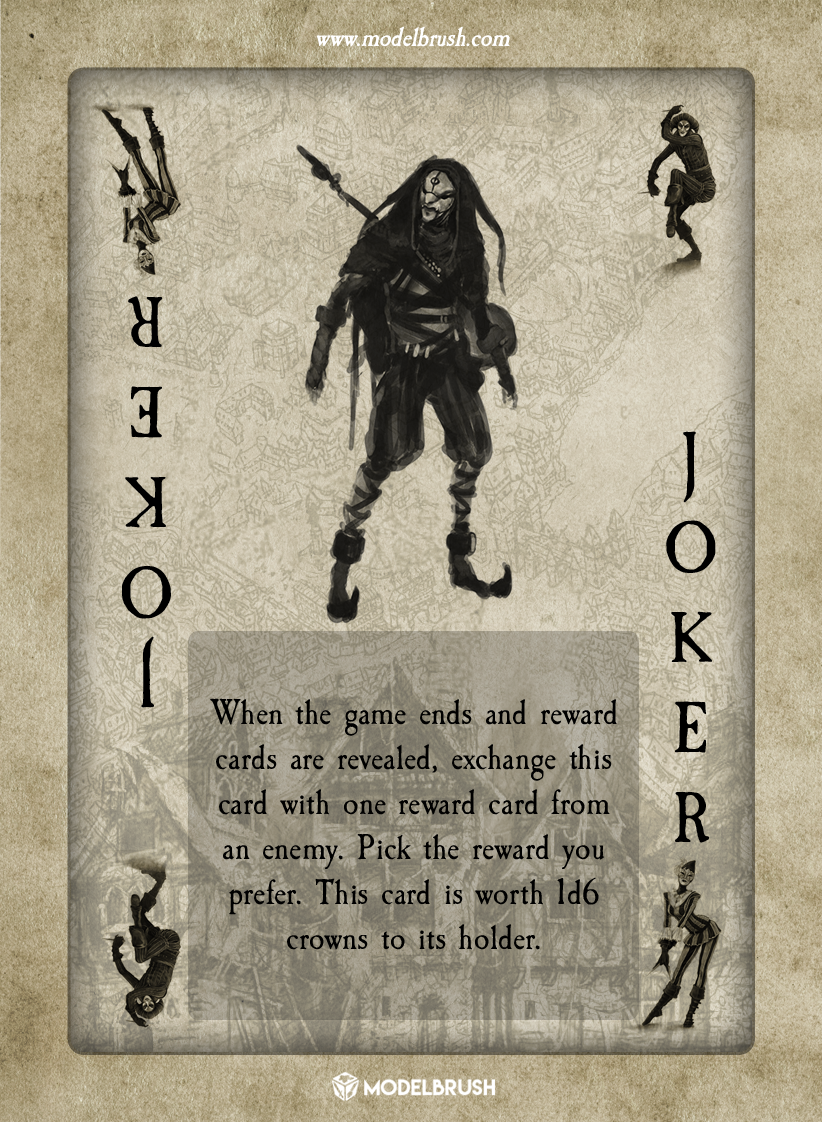 www.modelbrush.com
JOKER
JOKER
When the game ends and reward
cards are revealed, exchange this
card with one reward card from
an enemy. Pick the reward you
prefer. This card is worth 1d6
crowns to its holder.
MODELBRUSH